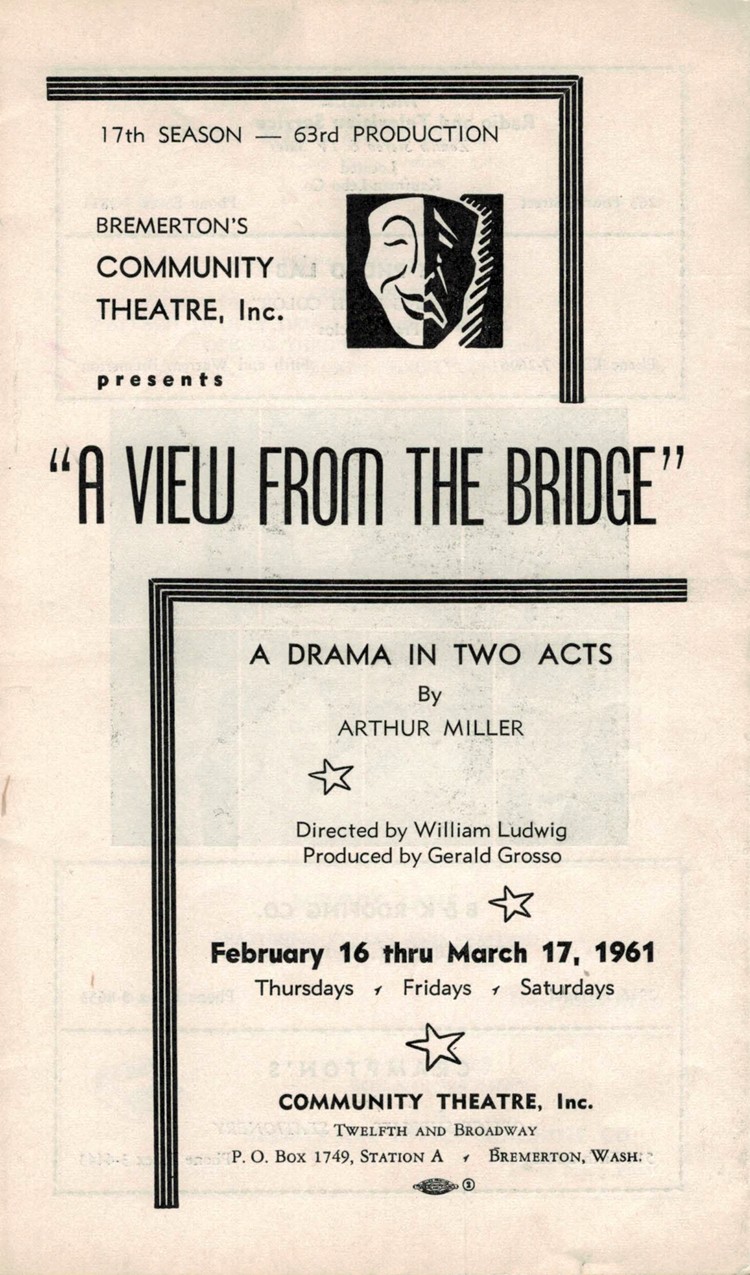 17th SEASON — 63rd PRODUCTION
BREMERTON'S
COMMUNITY
THEATRE, Inc.
presents
"A VIEW FROM THE BRIDGE"
A DRAMA IN TWO ACTS
By
ARTHUR MILLER
Directed by William Ludwig
Produced by Gerald Grosso
February 16 thru March 17, 1961
Thursdays , Fridays , Saturdays
COMMUNITY THEATRE, Inc.
TWELFTH AND BROADWAY
P. O. BOX 1749, STATION A , BREMERTON, WASH.